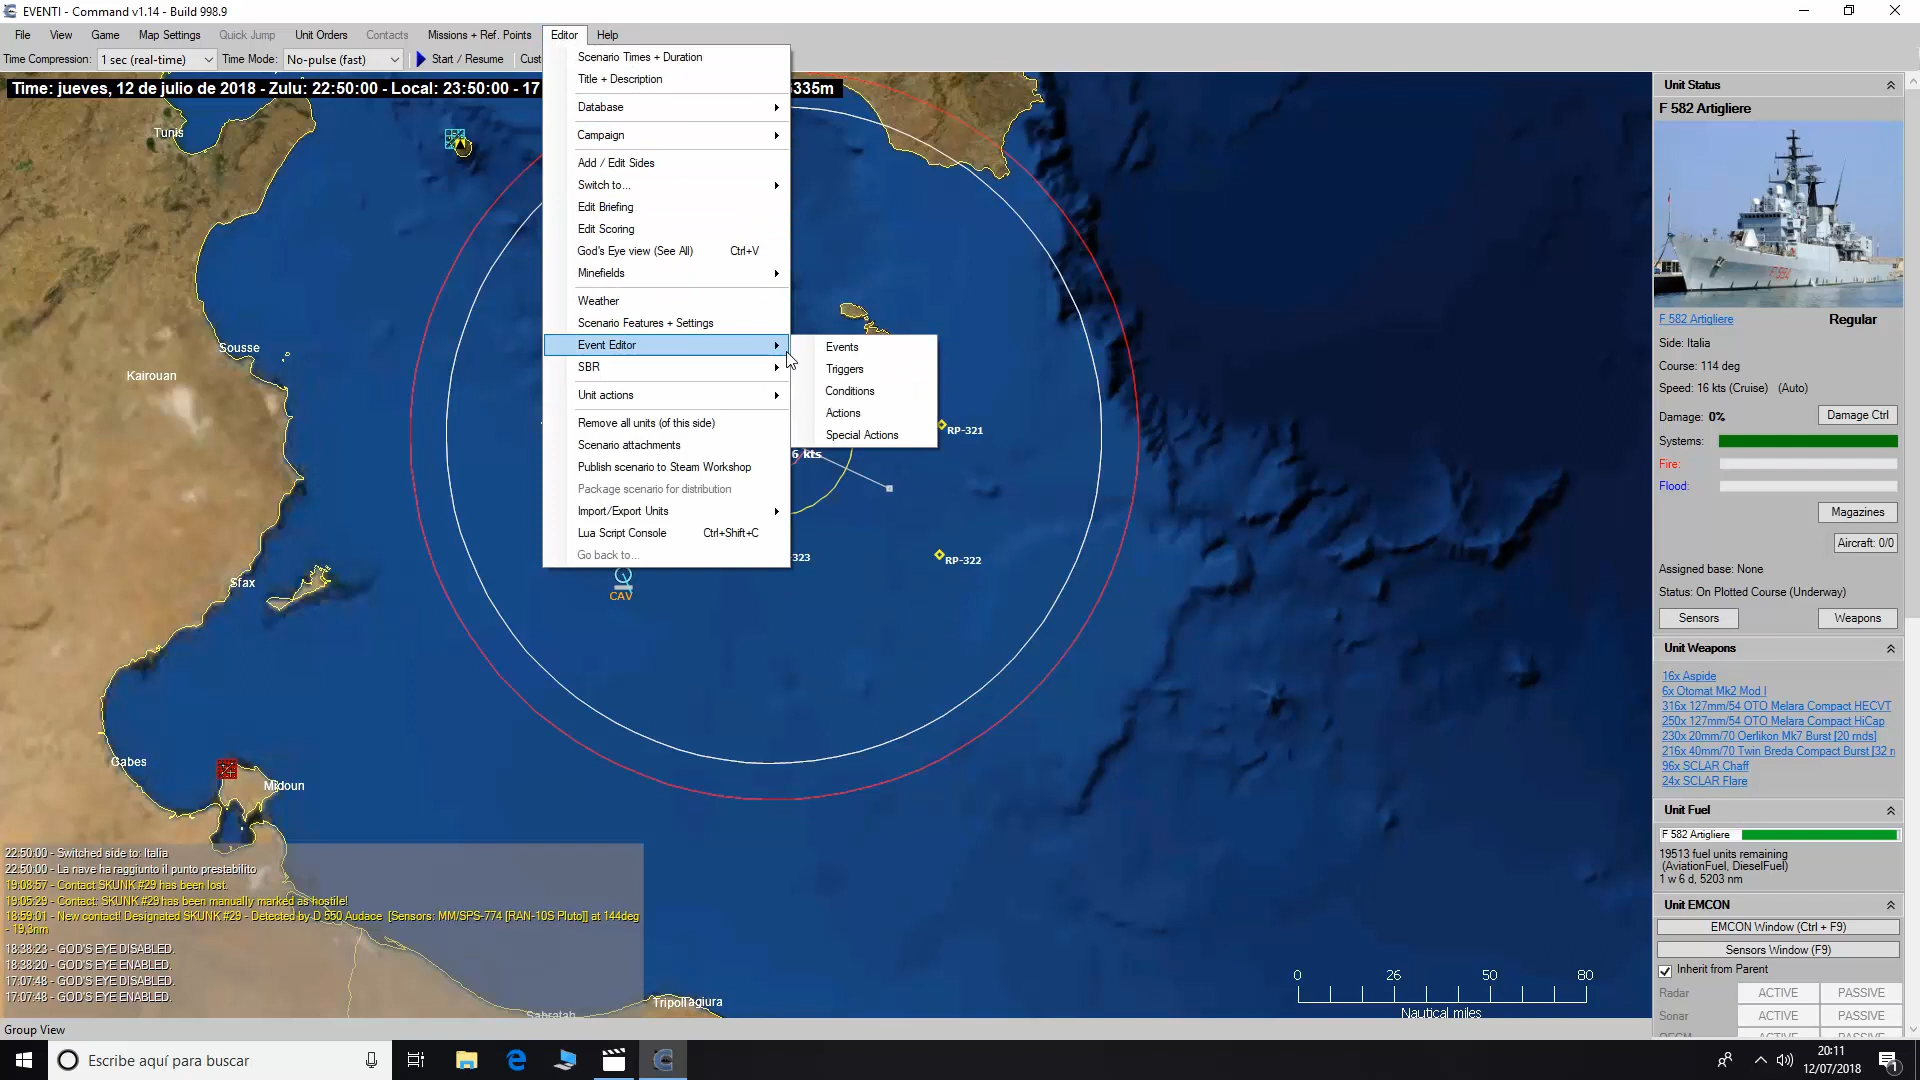 EVENTI - Command v1.14 - Build 998.9
File View Game Map Settings Quick Jump Unit Orders Contacts Missions + Ref. Points Editor Help
Time Compression: 1 sec (real-time) Time Mode: No-pulse (fast) Start / Resume Cust
Time: jueves, 12 de julio de 2018 - Zulu: 22:50:00 - Local: 23:50:00 - 17
335m
Scenario Times + Duration
Title + Description
Database
Campaign
Add / Edit Sides
Switch to...
Edit Briefing
Edit Scoring
God's Eye view (See All) Ctrl+V
Minefields
Weather
Scenario Features + Settings
Event Editor
SBR
Unit actions
Remove all units (of this side)
Scenario attachments
Publish scenario to Steam Workshop
Package scenario for distribution
Import/Export Units
Lua Script Console Ctrl+Shift+C
Go back to...
Events
Triggers
Conditions
Actions
Special Actions
Tunis
Sousse
Kairouan
Sfax
Gabes
Midoun
Tripoli
Tagiura
Sabratah
RP-321
6 kts
RP-322
323
CAV
22:50:00 - Switched side to: Italia
22:50:00 - La nave ha raggiunto il punto prestabilito
19:08:57 - Contact SKUNK #29 has been lost.
19:05:29 - Contact: SKUNK #29 has been manually marked as hostile!
18:59:01 - New contact! Designated SKUNK #29 - Detected by D 550 Audace [Sensors: MM/SPS-774 [RAN-10S Pluto]] at 144deg
- 19,3nm
18:38:23 - GOD'S EYE DISABLED.
18:38:20 - GOD'S EYE ENABLED.
17:07:48 - GOD'S EYE DISABLED.
17:07:48 - GOD'S EYE ENABLED.
0 26 50 80
Nautical miles
Unit Status
F 582 Artigliere
F 584
F 582 Artigliere Regular
Side: Italia
Course: 114 deg
Speed: 16 kts (Cruise) (Auto)
Damage: 0% Damage Ctrl
Systems:
Fire:
Flood:
Magazines
Aircraft: 0/0
Assigned base: None
Status: On Plotted Course (Underway)
Sensors Weapons
Unit Weapons
16x Aspide
6x Otomat Mk2 Mod I
316x 127mm/54 OTO Melara Compact HECVT
250x 127mm/54 OTO Melara Compact HiCap
230x 20mm/70 Oerlikon Mk7 Burst [20 rnds]
216x 40mm/70 Twin Breda Compact Burst [32 r
96x SCLAR Chaff
24x SCLAR Flare
Unit Fuel
F 582 Artigliere
19513 fuel units remaining
(AviationFuel, DieselFuel)
1 w 6 d, 5203 nm
Unit EMCON
EMCON Window (Ctrl + F9)
Sensors Window (F9)
Inherit from Parent
Radar ACTIVE PASSIVE
Sonar ACTIVE PASSIVE
Group View
Escribe aquí para buscar
20:11
12/07/2018
1